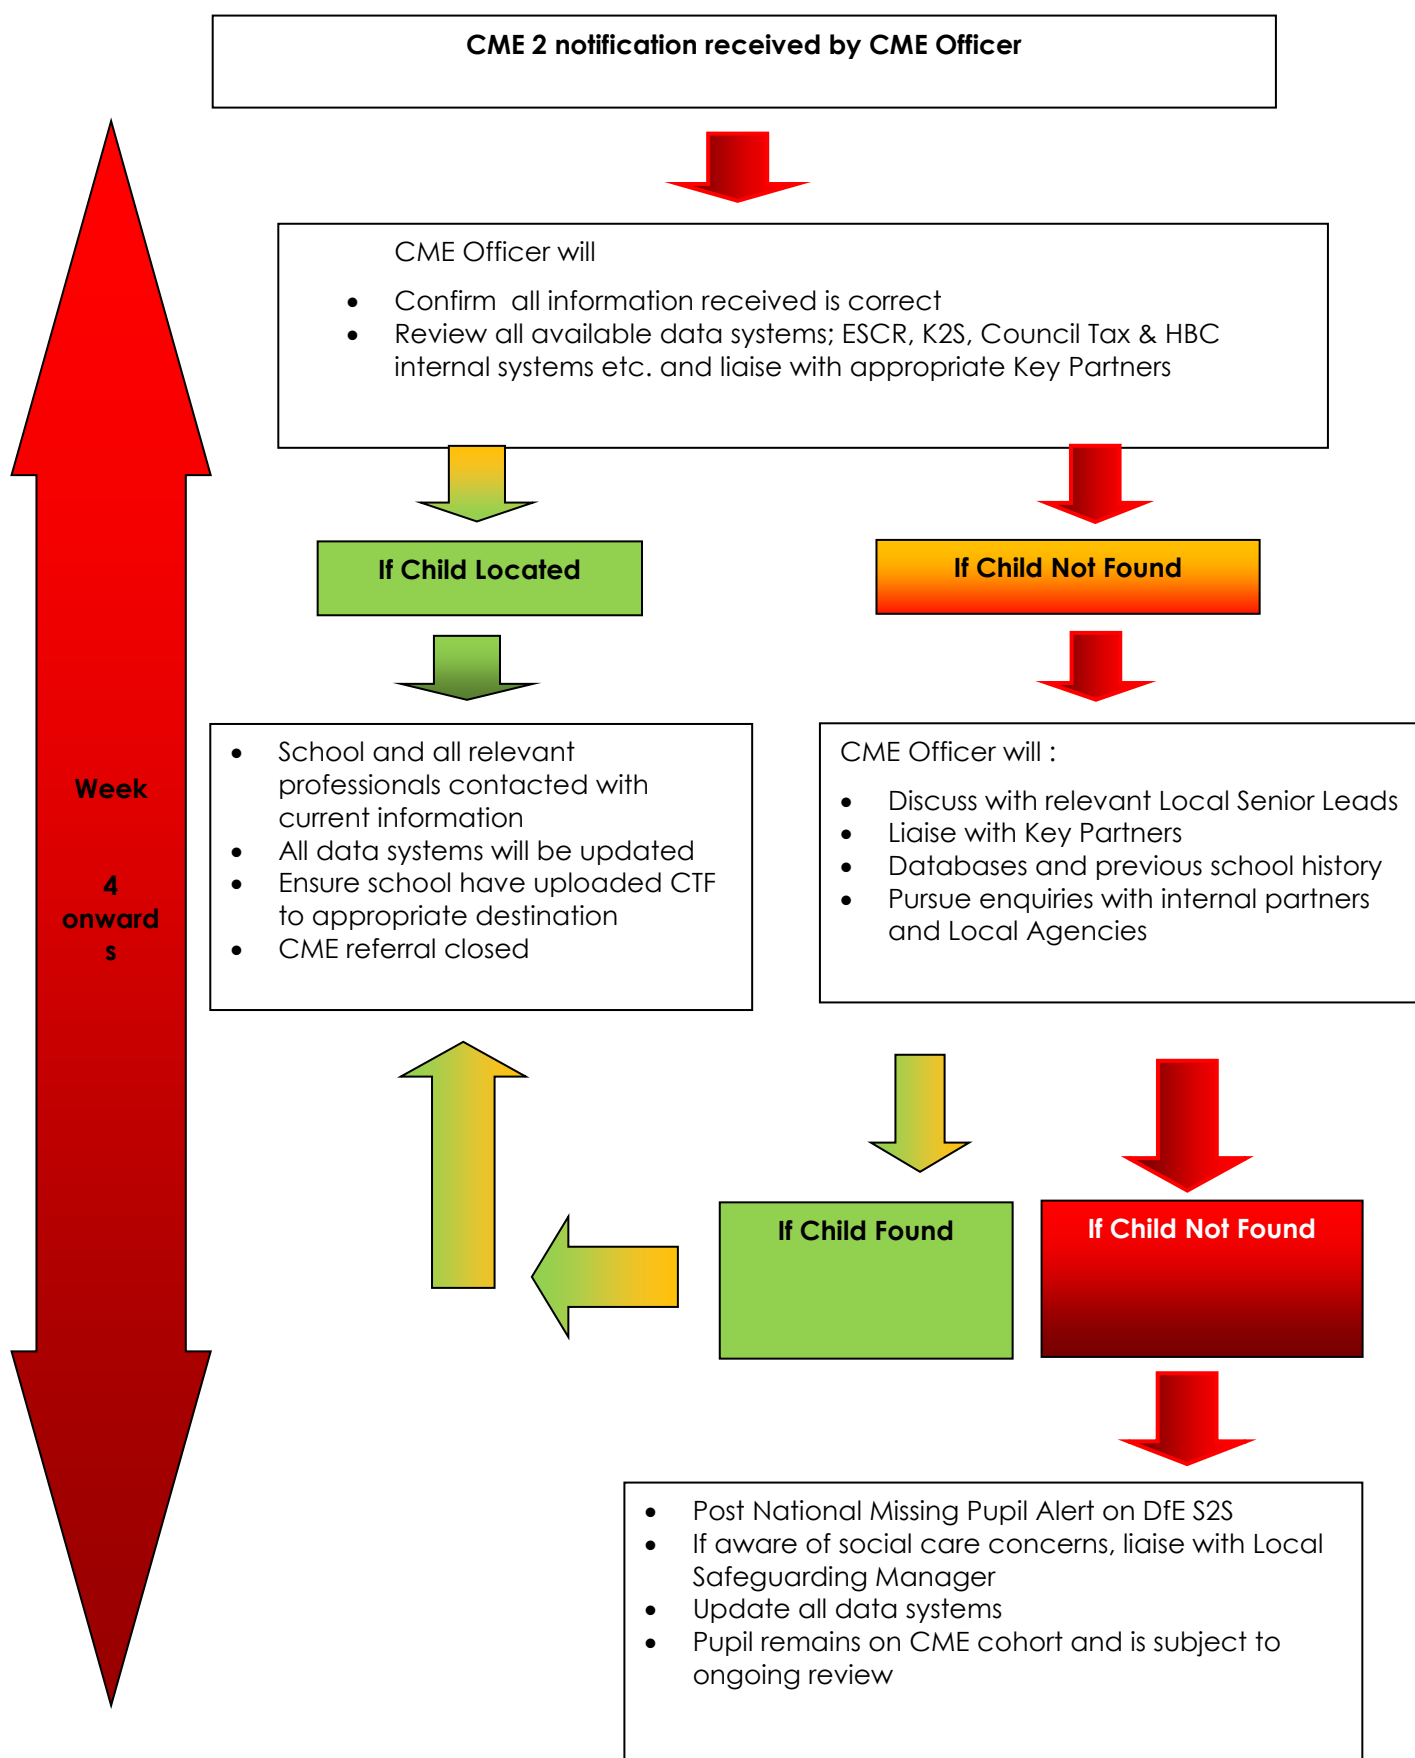 CME 2 notification received by CME Officer
CME Officer will
• Confirm  all information received is correct
• Review all available data systems; ESCR, K2S, Council Tax & HBC
internal systems etc. and liaise with appropriate Key Partners
If Child Located
If Child Not Found
Week
4
onward
s
• School and all relevant
professionals contacted with
current information
• All data systems will be updated
• Ensure school have uploaded CTF
to appropriate destination
• CME referral closed
CME Officer will :
• Discuss with relevant Local Senior Leads
• Liaise with Key Partners
• Databases and previous school history
• Pursue enquiries with internal partners
and Local Agencies
If Child Found
If Child Not Found
• Post National Missing Pupil Alert on DfE S2S
• If aware of social care concerns, liaise with Local
Safeguarding Manager
• Update all data systems
• Pupil remains on CME cohort and is subject to
ongoing review